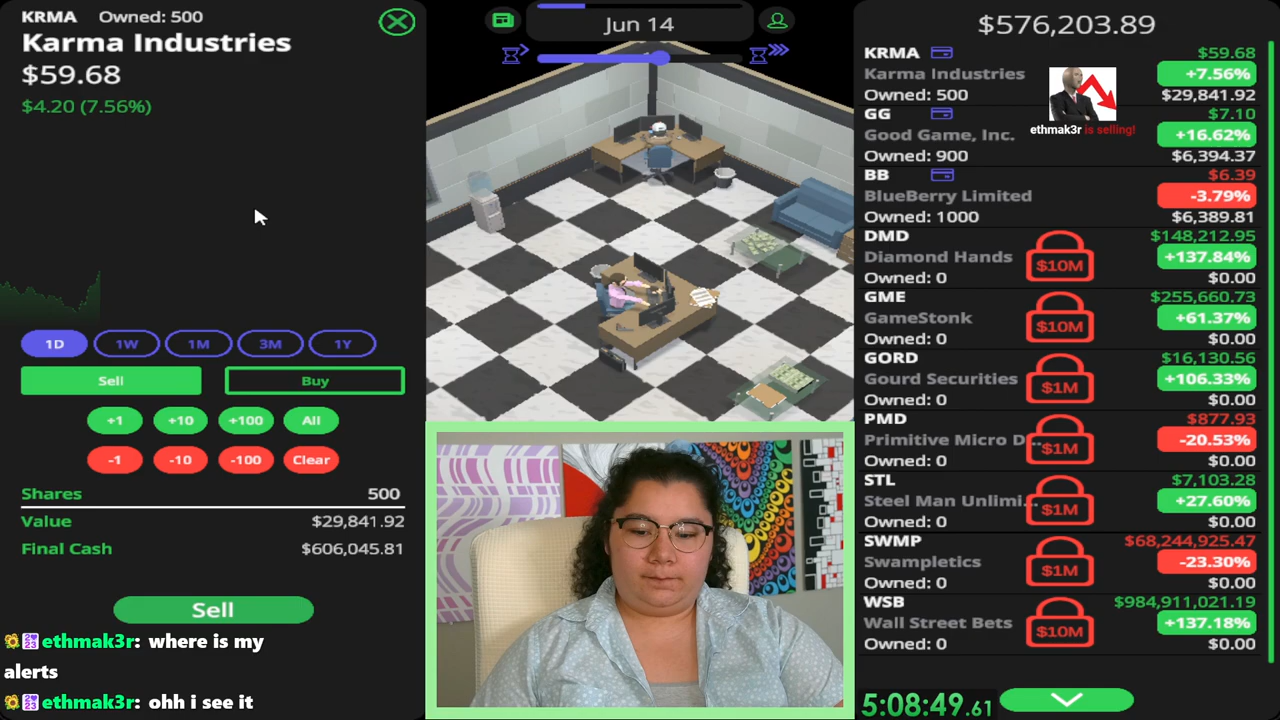 KRMA Owned: 500
Karma Industries
$59.68
$4.20 (7.56%)
1D 1W 1M 3M 1Y
Sell Buy
+1 +10 +100 All
-1 -10 -100 Clear
Shares 500
Value $29,841.92
Final Cash $606,045.81
Sell
ethmak3r: where is my
alerts
ethmak3r: ohh i see it
Jun 14
$576,203.89
KRMA $59.68
Karma Industries +7.56%
Owned: 500 $29,841.92
ethmak3r is selling!
GG $7.10
Good Game, Inc. +16.62%
Owned: 900 $6,394.37
BB $6.39
BlueBerry Limited -3.79%
Owned: 1000 $6,389.81
DMD $148,212.95
Diamond Hands $10M +137.84%
Owned: 0 $0.00
GME $255,660.73
GameStonk $10M +61.37%
Owned: 0 $0.00
GORD $16,130.56
Gourd Securities $1M +106.33%
Owned: 0 $0.00
PMD $877.93
Primitive Micro D... $1M -20.53%
Owned: 0 $0.00
STL $7,103.28
Steel Man Unlimi... $1M +27.60%
Owned: 0 $0.00
SWMP $68,244,925.47
Swampletics $1M -23.30%
Owned: 0 $0.00
WSB $984,911,021.19
Wall Street Bets $10M +137.18%
Owned: 0 $0.00
5:08:49.61